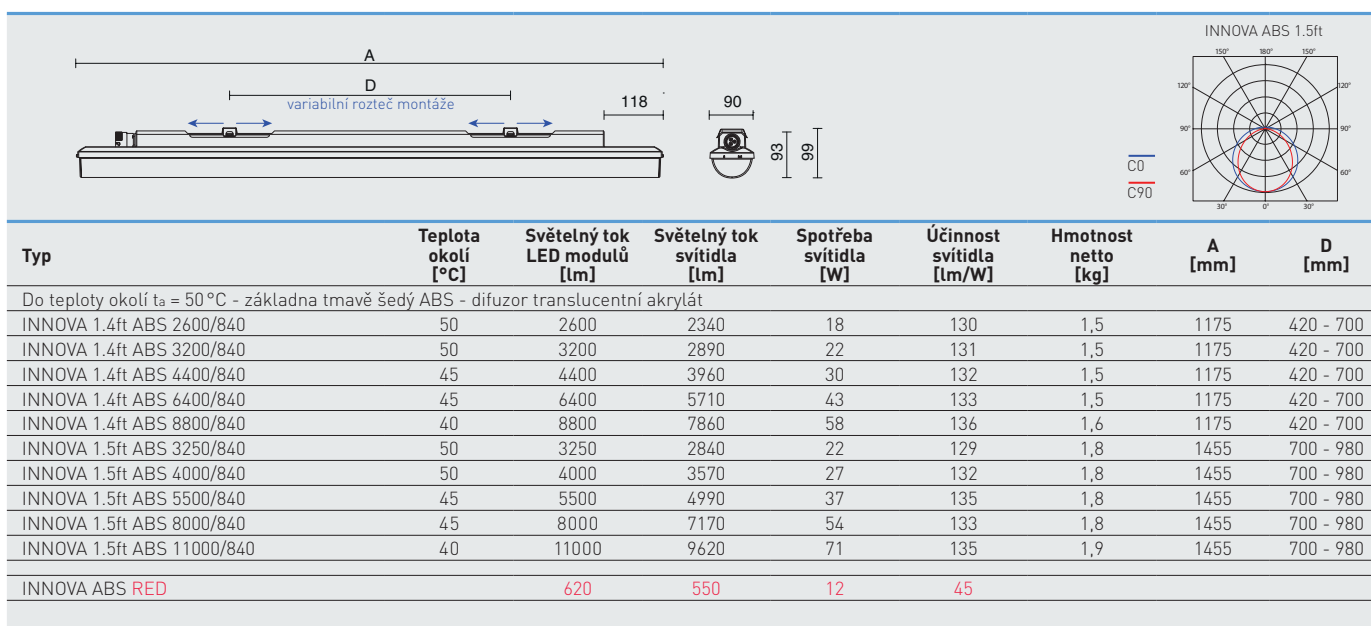 INNOVA ABS 1.5ft
150° 180° 150°
120° 120°
90° 90°
60° 60°
30° 0° 30°
C0
C90
A
D
variabilní rozteč montáže
118
90
93
99
Typ Teplota okolí [°C] Světelný tok LED modulů [lm] Světelný tok svítidla [lm] Spotřeba svítidla [W] Účinnost svítidla [lm/W] Hmotnost netto [kg] A [mm] D [mm]
Do teploty okolí ta = 50°C - základna tmavě šedý ABS - difuzor translucentní akrylát
INNOVA 1.4ft ABS 2600/840 50 2600 2340 18 130 1,5 1175 420 - 700
INNOVA 1.4ft ABS 3200/840 50 3200 2890 22 131 1,5 1175 420 - 700
INNOVA 1.4ft ABS 4400/840 45 4400 3960 30 132 1,5 1175 420 - 700
INNOVA 1.4ft ABS 6400/840 45 6400 5710 43 133 1,5 1175 420 - 700
INNOVA 1.4ft ABS 8800/840 40 8800 7860 58 136 1,6 1175 420 - 700
INNOVA 1.5ft ABS 3250/840 50 3250 2840 22 129 1,8 1455 700 - 980
INNOVA 1.5ft ABS 4000/840 50 4000 3570 27 132 1,8 1455 700 - 980
INNOVA 1.5ft ABS 5500/840 45 5500 4990 37 135 1,8 1455 700 - 980
INNOVA 1.5ft ABS 8000/840 45 8000 7170 54 133 1,8 1455 700 - 980
INNOVA 1.5ft ABS 11000/840 40 11000 9620 71 135 1,9 1455 700 - 980
INNOVA ABS RED 620 550 12 45